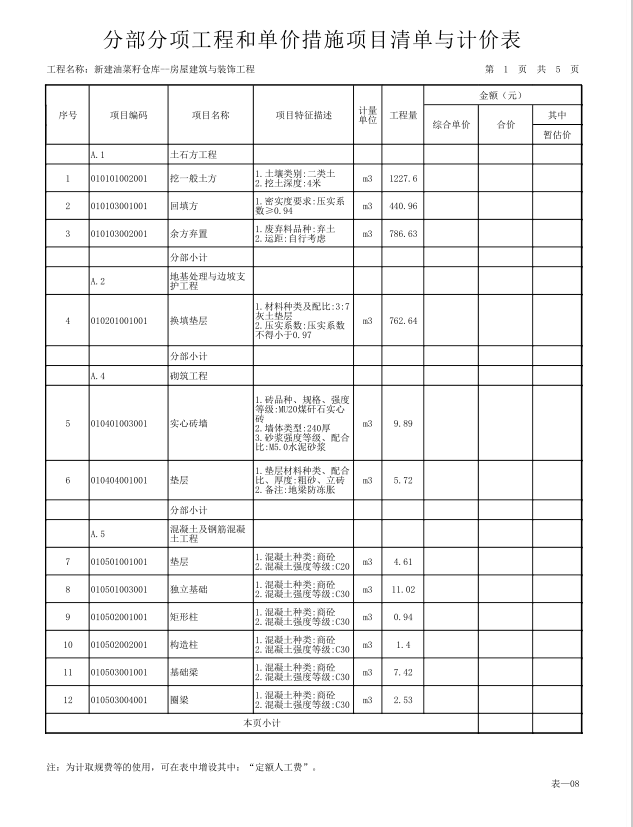 分部分项工程和单价措施项目清单与计价表
工程名称：新建油菜籽仓库—房屋建筑与装饰工程 第 1 页 共 5 页
序号 项目编码 项目名称 项目特征描述 计量单位 工程量 金额（元）
综合单价 合价 其中
暂估价
A.1 土石方工程
1 010101002001 挖一般土方 1.土壤类别:二类土
2.挖土深度:4米 m3 1227.6
2 010103001001 回填方 1.密实度要求:压实系
数≥0.94 m3 440.96
3 010103002001 余方弃置 1.废弃料品种:弃土
2.运距:自行考虑 m3 786.63
分部小计
A.2 地基处理与边坡支
护工程
4 010201001001 换填垫层 1.材料种类及配比:3:7
灰土垫层
2.压实系数:压实系数
不得小于0.97 m3 762.64
分部小计
A.4 砌筑工程
5 010401003001 实心砖墙 1.砖品种、规格、强度
等级:MU20煤矸石实心
砖
2.墙体类型:240厚
3.砂浆强度等级、配合
比:M5.0水泥砂浆 m3 9.89
6 010404001001 垫层 1.垫层材料种类、配合
比、厚度:粗砂、立砖
2.备注:地梁防冻胀 m3 5.72
分部小计
A.5 混凝土及钢筋混凝
土工程
7 010501001001 垫层 1.混凝土种类:商砼
2.混凝土强度等级:C20 m3 4.61
8 010501003001 独立基础 1.混凝土种类:商砼
2.混凝土强度等级:C30 m3 11.02
9 010502001001 矩形柱 1.混凝土种类:商砼
2.混凝土强度等级:C30 m3 0.94
10 010502002001 构造柱 1.混凝土种类:商砼
2.混凝土强度等级:C30 m3 1.4
11 010503001001 基础梁 1.混凝土种类:商砼
2.混凝土强度等级:C30 m3 7.42
12 010503004001 圈梁 1.混凝土种类:商砼
2.混凝土强度等级:C30 m3 2.53
本页小计
注：为计取规费等的使用，可在表中增设其中：“定额人工费”。
表—08